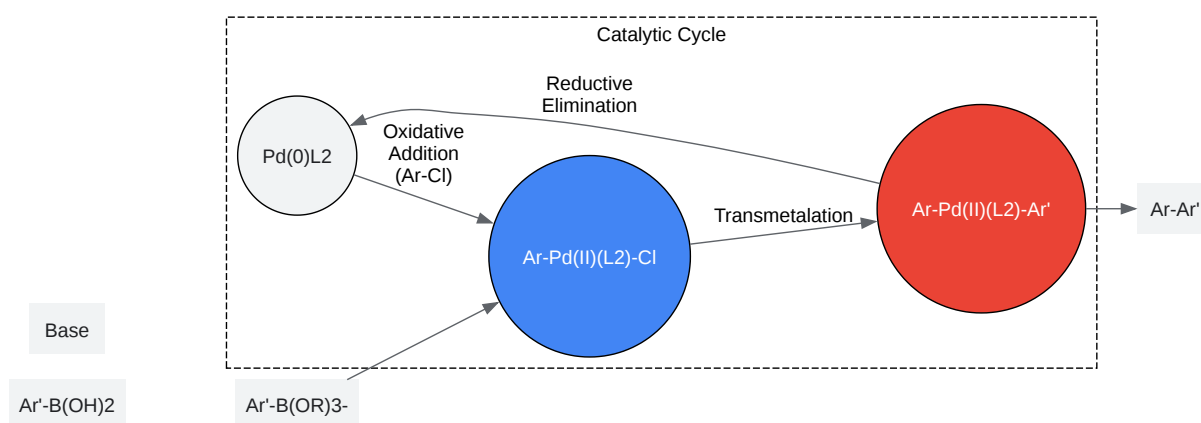 Catalytic Cycle
Reductive
Elimination
Oxidative
Addition
(Ar-Cl)
Pd(0)L2
Transmetalation
Ar-Pd(II)(L2)-Ar'
Ar-Ar'
Ar-Pd(II)(L2)-Cl
Base
Ar'-B(OH)2
Ar'-B(OR)3-